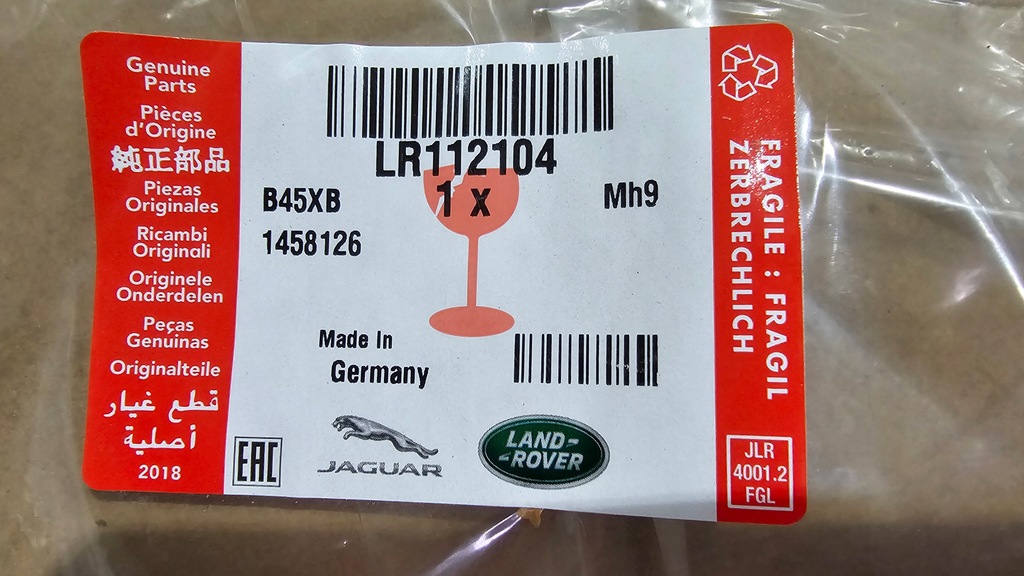 Genuine
Parts
Pièces
d'Origine
純正部品
Piezas
Originales
Ricambi
Originali
Originele
Onderdelen
Peças
Genuinas
Originalteile
قطع غيار
أصلية
2018
LR112104
1 x
B45XB
Mh9
1458126
Made In
Germany
EAC
JAGUAR
LAND-
-ROVER
FRAGILE : FRAGIL
ZERBRECHLICH
JLR
4001.2
FGL